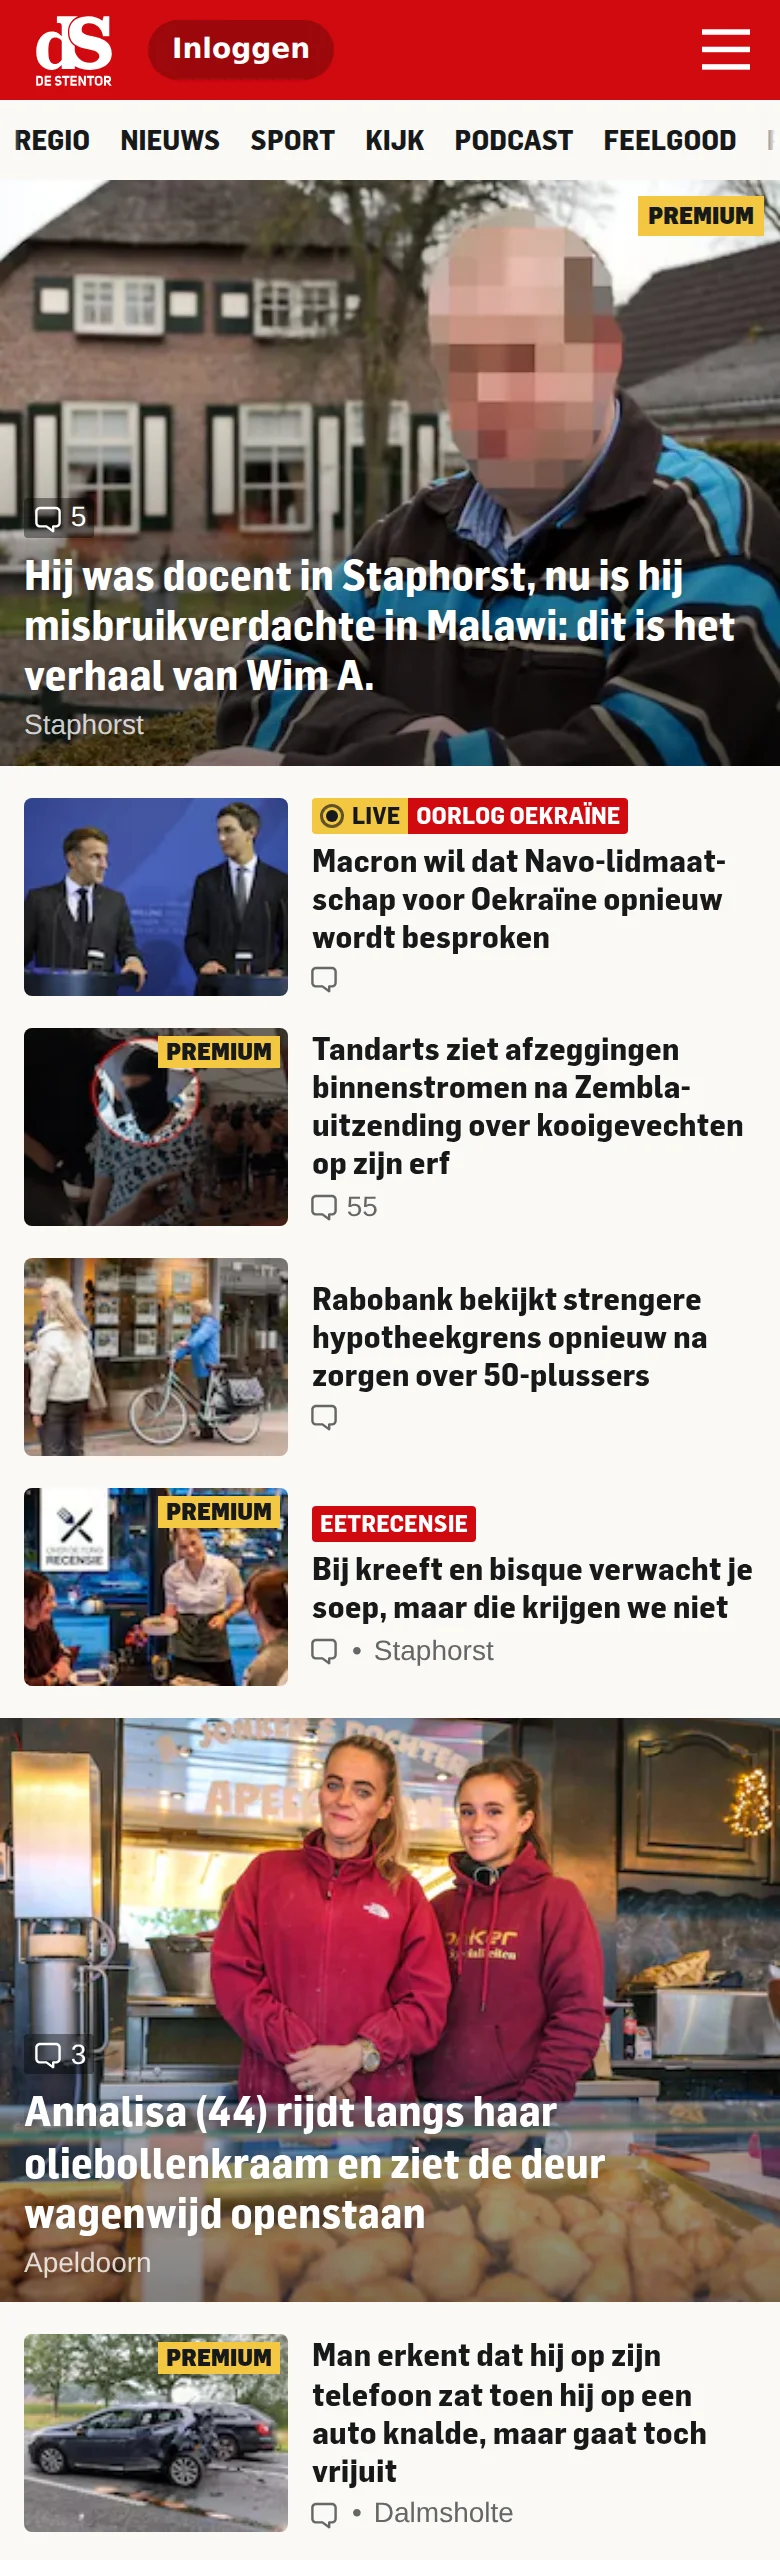 dS
DE STENTOR
Inloggen
REGIO NIEUWS SPORT KIJK PODCAST FEELGOOD
PREMIUM
5
Hij was docent in Staphorst, nu is hij
misbruikverdachte in Malawi: dit is het
verhaal van Wim A.
Staphorst
LIVE OORLOG OEKRAÏNE
Macron wil dat Navo-lidmaat-
schap voor Oekraïne opnieuw
wordt besproken
PREMIUM
Tandarts ziet afzeggingen
binnenstromen na Zembla-
uitzending over kooigevechten
op zijn erf
55
Rabobank bekijkt strengere
hypotheekgrens opnieuw na
zorgen over 50-plussers
RECENSIE
PREMIUM
EETRECENSIE
Bij kreeft en bisque verwacht je
soep, maar die krijgen we niet
• Staphorst
3
Annalisa (44) rijdt langs haar
oliebollenkraam en ziet de deur
wagenwijd openstaan
Apeldoorn
PREMIUM
Man erkent dat hij op zijn
telefoon zat toen hij op een
auto knalde, maar gaat toch
vrijuit
• Dalmsholte